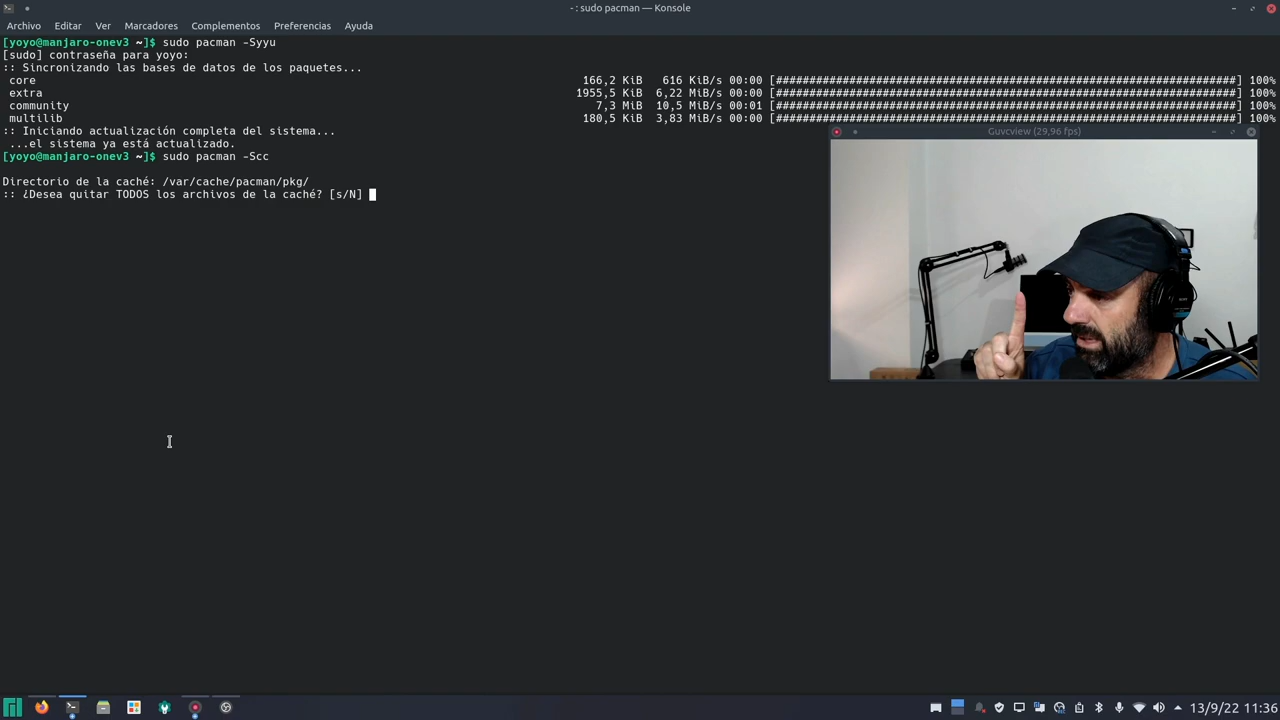 - : sudo pacman — Konsole
Archivo Editar Ver Marcadores Complementos Preferencias Ayuda
[yoyo@manjaro-onev3 ~]$ sudo pacman -Syyu
[sudo] contraseña para yoyo:
:: Sincronizando las bases de datos de los paquetes...
core 166,2 KiB 616 KiB/s 00:00 [######################################################################] 100%
extra 1955,5 KiB 6,22 MiB/s 00:00 [######################################################################] 100%
community 7,3 MiB 10,5 MiB/s 00:01 [######################################################################] 100%
multilib 180,5 KiB 3,83 MiB/s 00:00 [######################################################################] 100%
:: Iniciando actualización completa del sistema...
...el sistema ya está actualizado.
Guvcview (29,96 fps)
[yoyo@manjaro-onev3 ~]$ sudo pacman -Scc
Directorio de la caché: /var/cache/pacman/pkg/
:: ¿Desea quitar TODOS los archivos de la caché? [s/N]
13/9/22 11:36